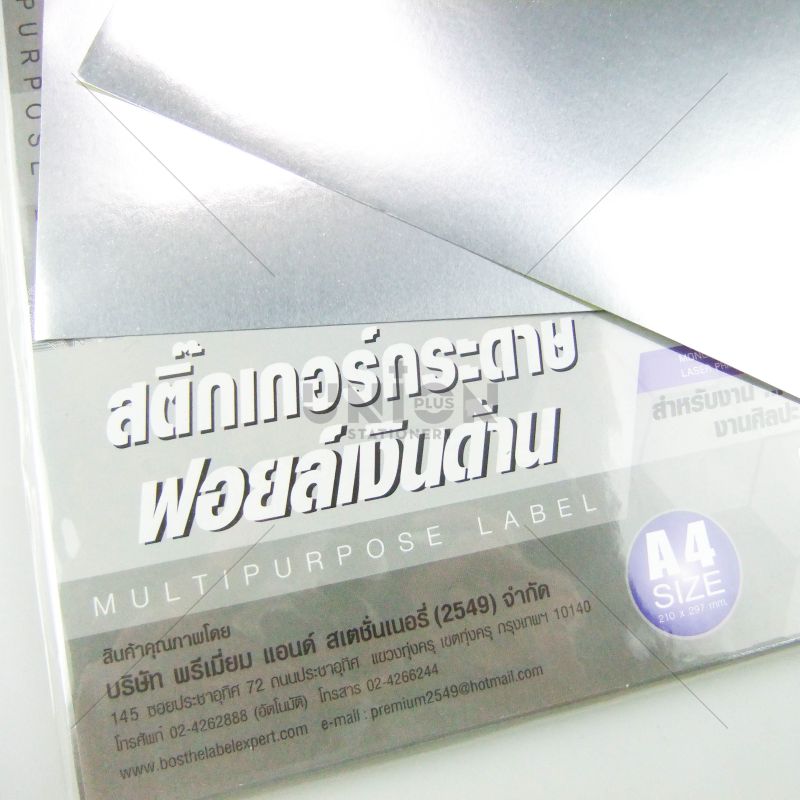 PURPOSE
สติ๊กเกอร์กระดาษ
ฟอยล์เงินด้าน
MULTIPURPOSE LABEL
UNION
PLUS
STATIONERY
LASER
สำหรับงาน
งานศิลปะ
A4
SIZE
210 x 297 mm.
สินค้าคุณภาพโดย
บริษัท พรีเมี่ยม แอนด์ สเตชั่นเนอรี่ (2549) จำกัด
145 ซอยประชาอุทิศ 72 ถนนประชาอุทิศ แขวงทุ่งครุ เขตทุ่งครุ กรุงเทพฯ 10140
โทรศัพท์ 02-4262888 (อัตโนมัติ) โทรสาร 02-4266244
www.bosthelabelexpert.com e-mail : premium2549@hotmail.com